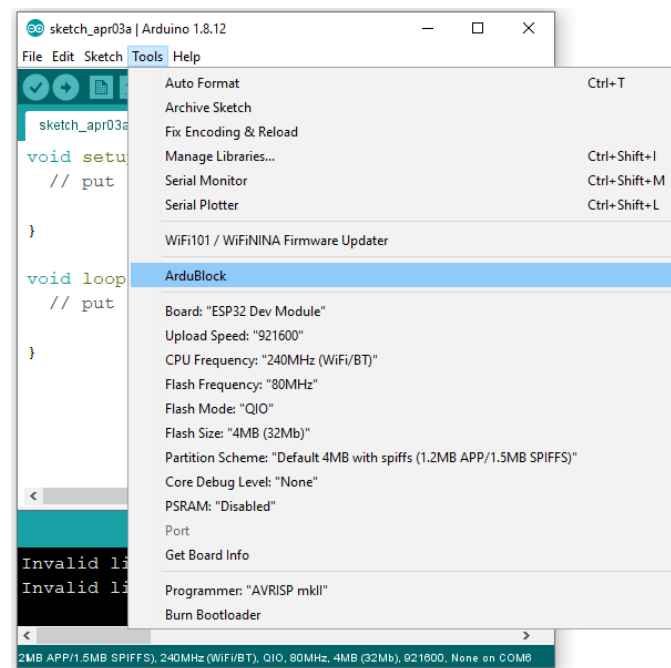 sketch_apr03a | Arduino 1.8.12
File Edit Sketch Tools Help
Auto Format Ctrl+T
Archive Sketch
Fix Encoding & Reload
Manage Libraries... Ctrl+Shift+I
Serial Monitor Ctrl+Shift+M
Serial Plotter Ctrl+Shift+L
WiFi101 / WiFiNINA Firmware Updater
ArduBlock
Board: "ESP32 Dev Module"
Upload Speed: "921600"
CPU Frequency: "240MHz (WiFi/BT)"
Flash Frequency: "80MHz"
Flash Mode: "QIO"
Flash Size: "4MB (32Mb)"
Partition Scheme: "Default 4MB with spiffs (1.2MB APP/1.5MB SPIFFS)"
Core Debug Level: "None"
PSRAM: "Disabled"
Port
Get Board Info
Programmer: "AVRISP mkII"
Burn Bootloader
sketch_apr03a
void setu
// put
}
void loop
// put
}
Invalid li
Invalid li
2MB APP/1.5MB SPIFFS), 240MHz (WiFi/BT), QIO, 80MHz, 4MB (32Mb), 921600, None on COM6